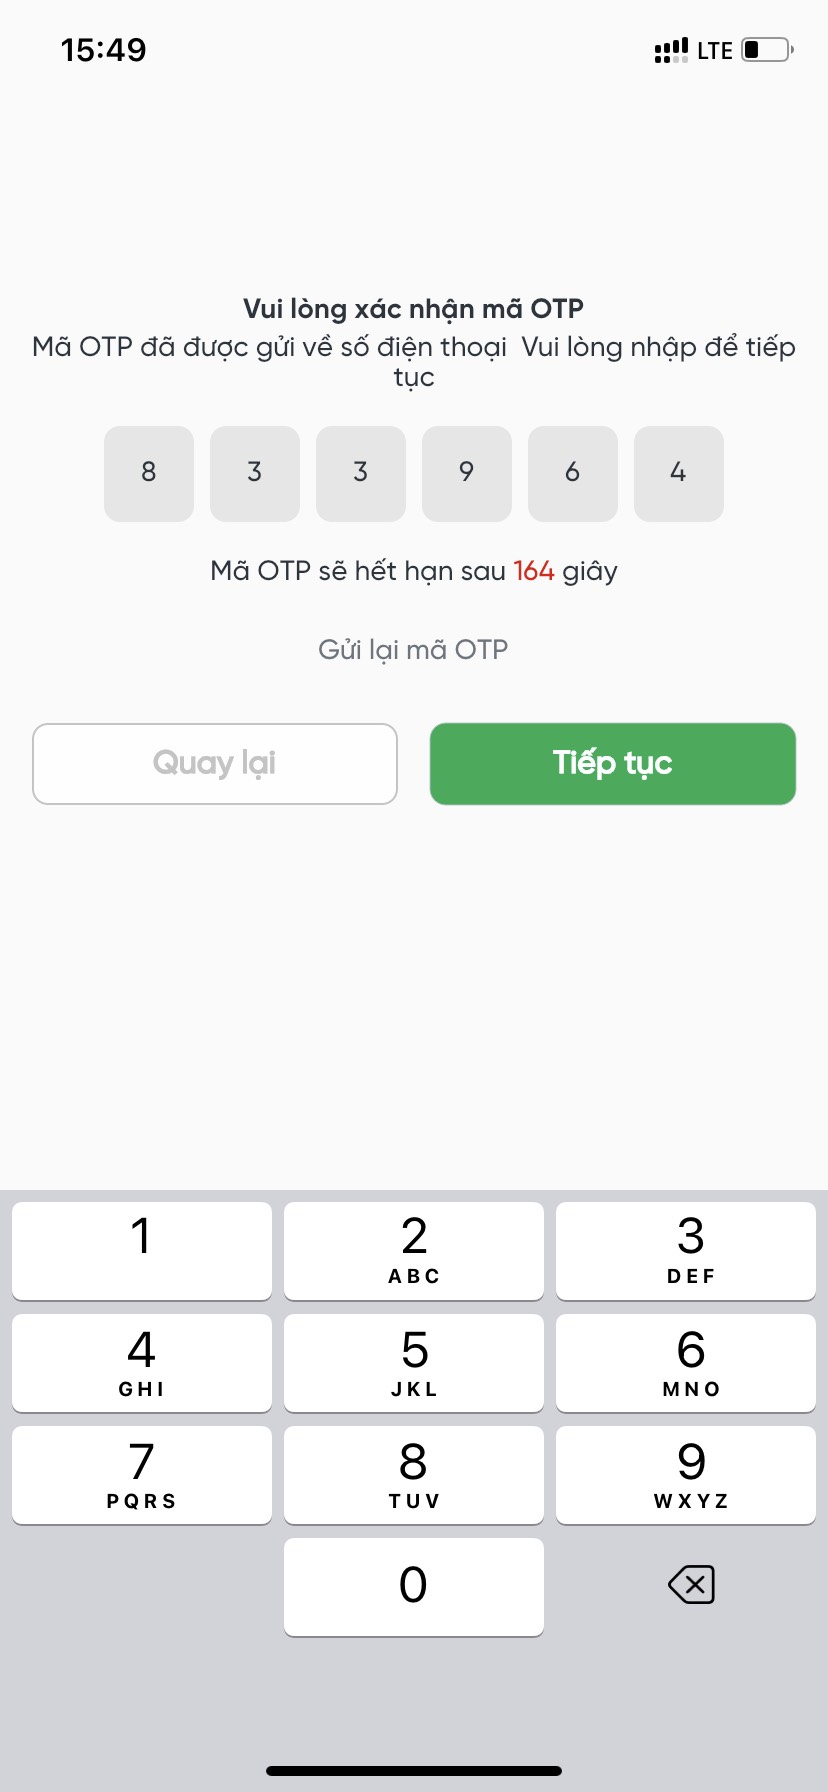 15:49
LTE
Vui lòng xác nhận mã OTP
Mã OTP đã được gửi về số điện thoại  Vui lòng nhập để tiếp
tục
8 3 3 9 6 4
Mã OTP sẽ hết hạn sau 164 giây
Gửi lại mã OTP
Quay lại
Tiếp tục
1 2 3
ABC DEF
4 5 6
GHI JKL MNO
7 8 9
PQRS TUV WXYZ
0